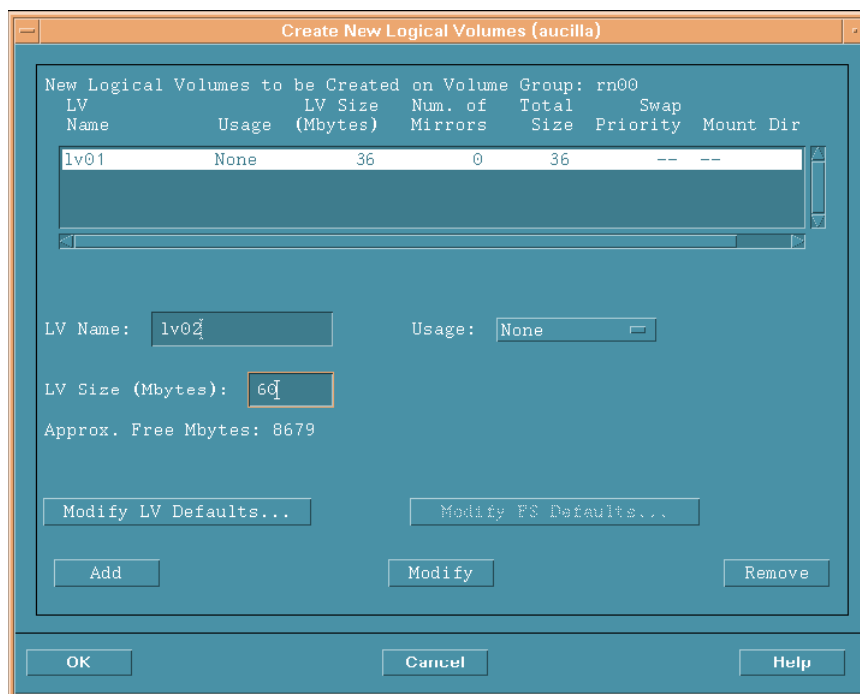 Create New Logical Volumes (aucilla)
New Logical Volumes to be Created on Volume Group: rn00
LV LV Size Num. of Total Swap
Name Usage (Mbytes) Mirrors Size Priority Mount Dir
lv01 None 36 0 36 -- --
LV Name: lv02 Usage: None
LV Size (Mbytes): 60
Approx. Free Mbytes: 8679
Modify LV Defaults... Modify FS Defaults...
Add Modify Remove
OK Cancel Help